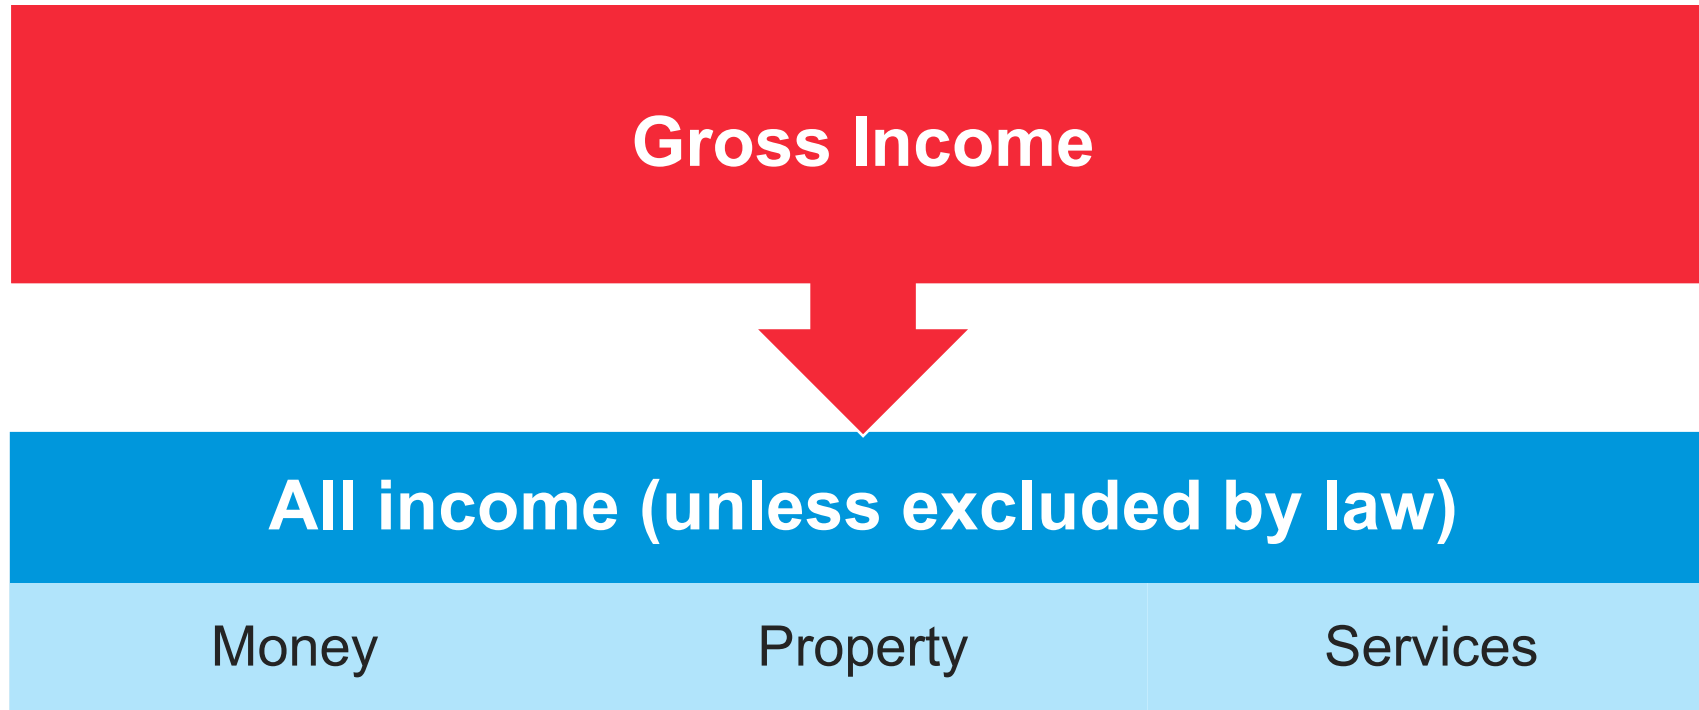 Gross Income
All income (unless excluded by law)
Money Property Services